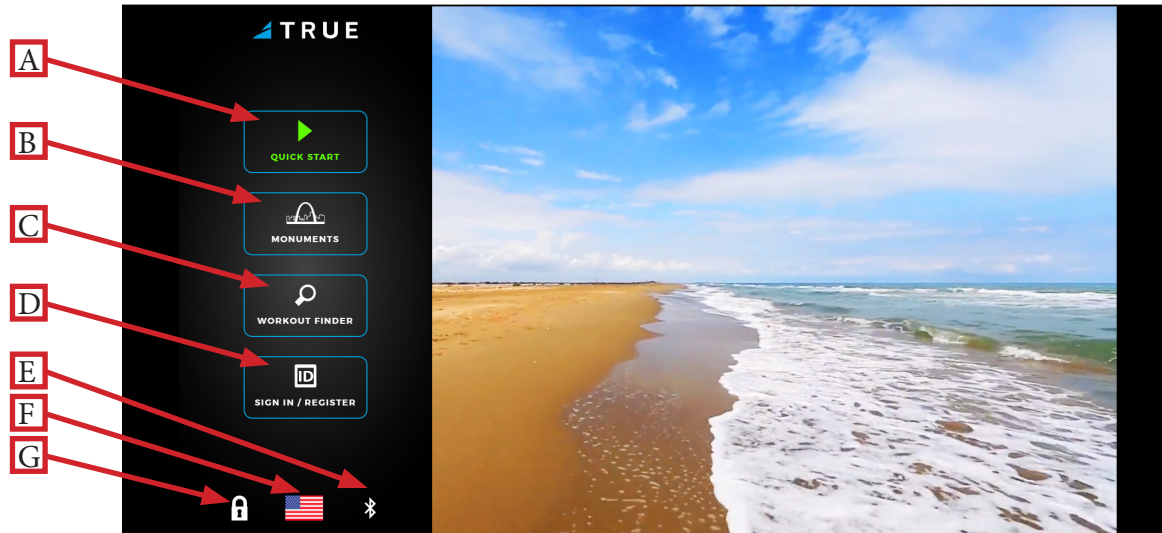 TRUE
A
QUICK START
B
MONUMENTS
C
WORKOUT FINDER
D
ID
SIGN IN / REGISTER
E
F
G